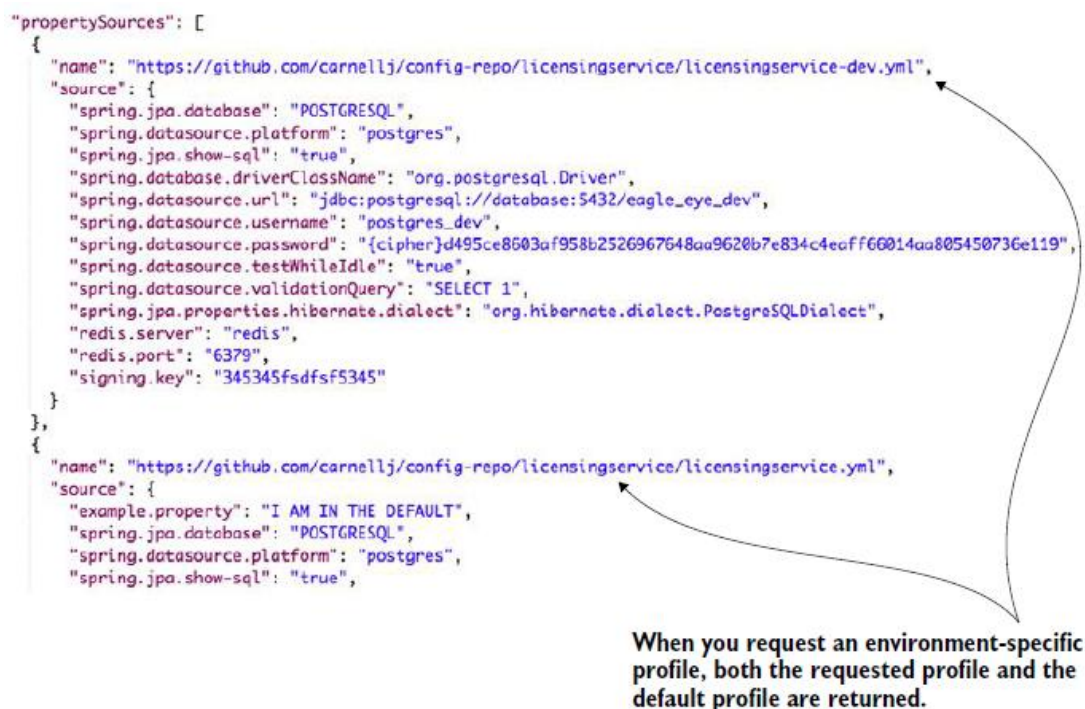 "propertySources": [
{
"name": "https://github.com/carnellj/config-repo/licensingservice/licensingservice-dev.yml",
"source": {
"spring.jpa.database": "POSTGRESQL",
"spring.datasource.platform": "postgres",
"spring.jpa.show-sql": "true",
"spring.database.driverClassName": "org.postgresql.Driver",
"spring.datasource.url": "jdbc:postgresql://database:5432/eagle_eye_dev",
"spring.datasource.username": "postgres_dev",
"spring.datasource.password": "{cipher}d495ce8603af958b2526967648aa9620b7e834c4eaff66014aa805450736e119",
"spring.datasource.testWhileIdle": "true",
"spring.datasource.validationQuery": "SELECT 1",
"spring.jpa.properties.hibernate.dialect": "org.hibernate.dialect.PostgreSQLDialect",
"redis.server": "redis",
"redis.port": "6379",
"signing.key": "345345fsdfsf5345"
}
},
{
"name": "https://github.com/carnellj/config-repo/licensingservice/licensingservice.yml",
"source": {
"example.property": "I AM IN THE DEFAULT",
"spring.jpa.database": "POSTGRESQL",
"spring.datasource.platform": "postgres",
"spring.jpa.show-sql": "true",
When you request an environment-specific
profile, both the requested profile and the
default profile are returned.